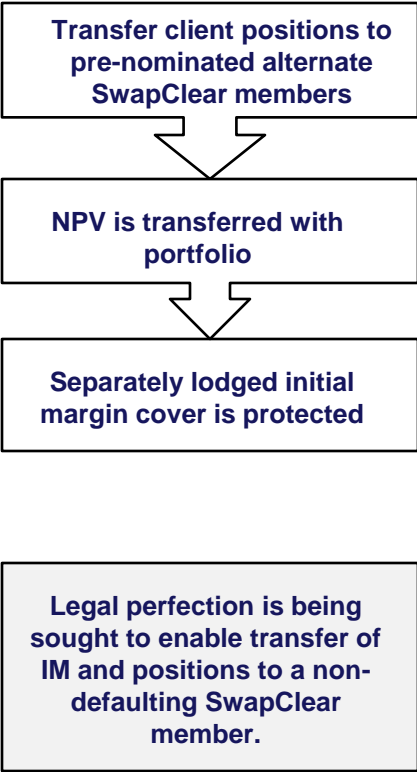 Transfer client positions to
pre-nominated alternate
SwapClear members
NPV is transferred with
portfolio
Separately lodged initial
margin cover is protected
Legal perfection is being
sought to enable transfer of
IM and positions to a non-
defaulting SwapClear
member.